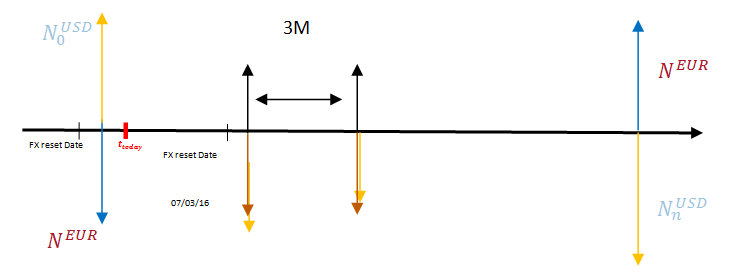 N_0^{USD}
3M
N^{EUR}
FX reset Date
t_{today}
FX reset Date
07/03/16
N_n^{USD}
N^{EUR}